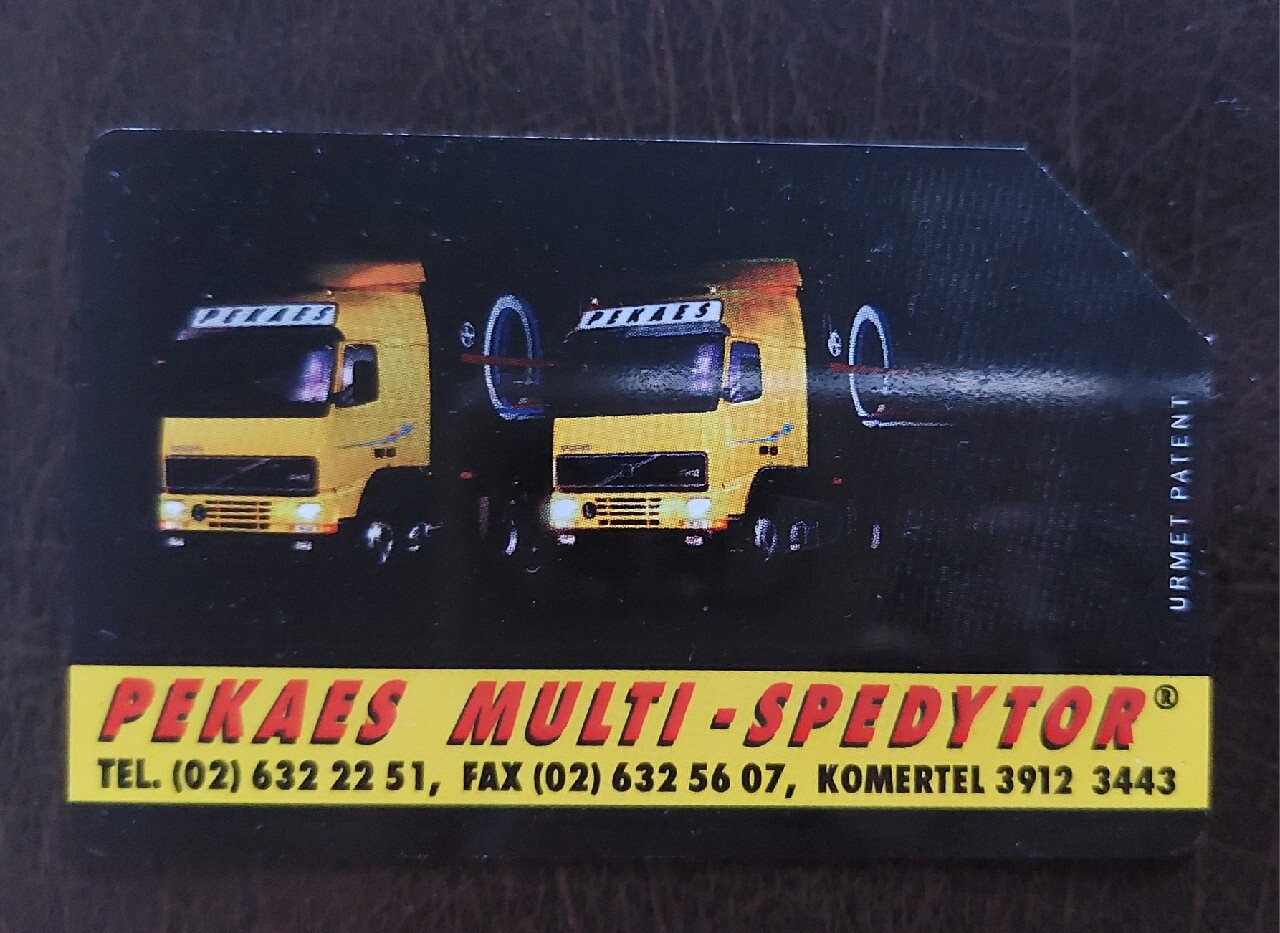 PEKAES
PEKAES
URMET PATENT
PEKAES MULTI-SPEDYTOR®
TEL. (02) 632 22 51, FAX (02) 632 56 07, KOMERTEL 3912 3443